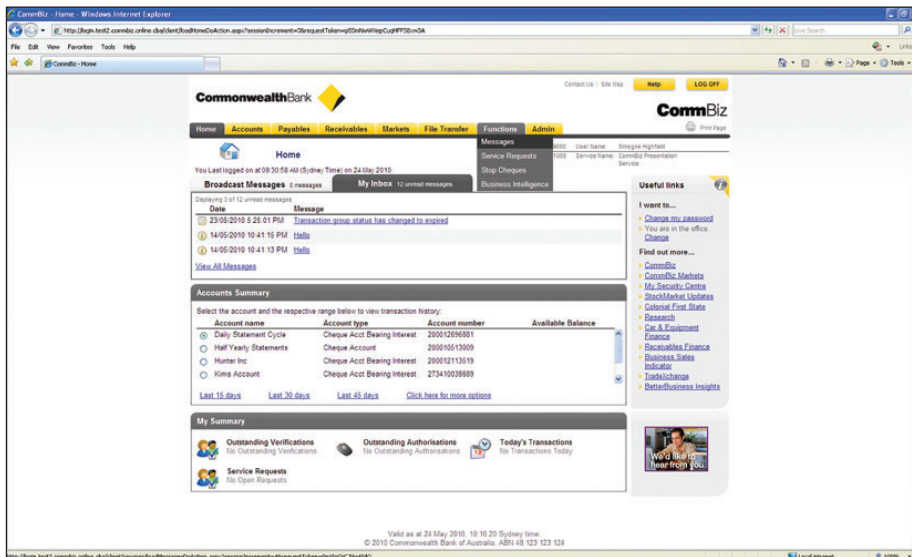 CommBiz - Home - Windows Internet Explorer
Live Search
File Edit View Favorites Tools Help
Links
CommBiz - Home
Page Tools
Contact Us | Site Map Help LOG OFF
CommonwealthBank
CommBiz
Home Accounts Payables Receivables Markets File Transfer Functions Admin
Print Page
Messages
Service Requests
Stop Cheques
Business Intelligence
User Name Simogne Highfield
Service Name CommBiz Presentation Service
Home
You Last logged on at 09:30:58 AM (Sydney Time) on 24 May 2010.
Broadcast Messages 0 messages
My Inbox 12 unread messages
Displaying 3 of 12 unread messages
Date Message
23/05/2010 5:25:01 PM Transaction group status has changed to expired
14/05/2010 10:41:15 PM Hello
14/05/2010 10:41:13 PM Hello
View All Messages
Accounts Summary
Select the account and the respective range below to view transaction history:
Account name Account type Account number Available Balance
Daily Statement Cycle Cheque Acct Bearing Interest 200012696881
Half Yearly Statements Cheque Account 200010513009
Hunter Inc Cheque Acct Bearing Interest 200012113519
Kims Account Cheque Acct Bearing Interest 273410038689
Last 15 days Last 30 days Last 45 days Click here for more options
My Summary
Outstanding Verifications
No Outstanding Verifications
Outstanding Authorisations
No Outstanding Authorisations
Today's Transactions
No Transactions Today
Service Requests
No Open Requests
Useful links
I want to...
Change my password
You are in the office.
Change
Find out more...
CommBiz
CommBiz Markets
My Security Centre
StockMarket Updates
Colonial First State
Research
Car & Equipment
Finance
Receivables Finance
Business Sales
Indicator
TradeXchange
BetterBusiness Insights
We'd like to
hear from you
Valid as at 24 May 2010, 10:16:20 Sydney time.
© 2010 Commonwealth Bank of Australia, ABN 48 123 123 124
Local intranet 100%